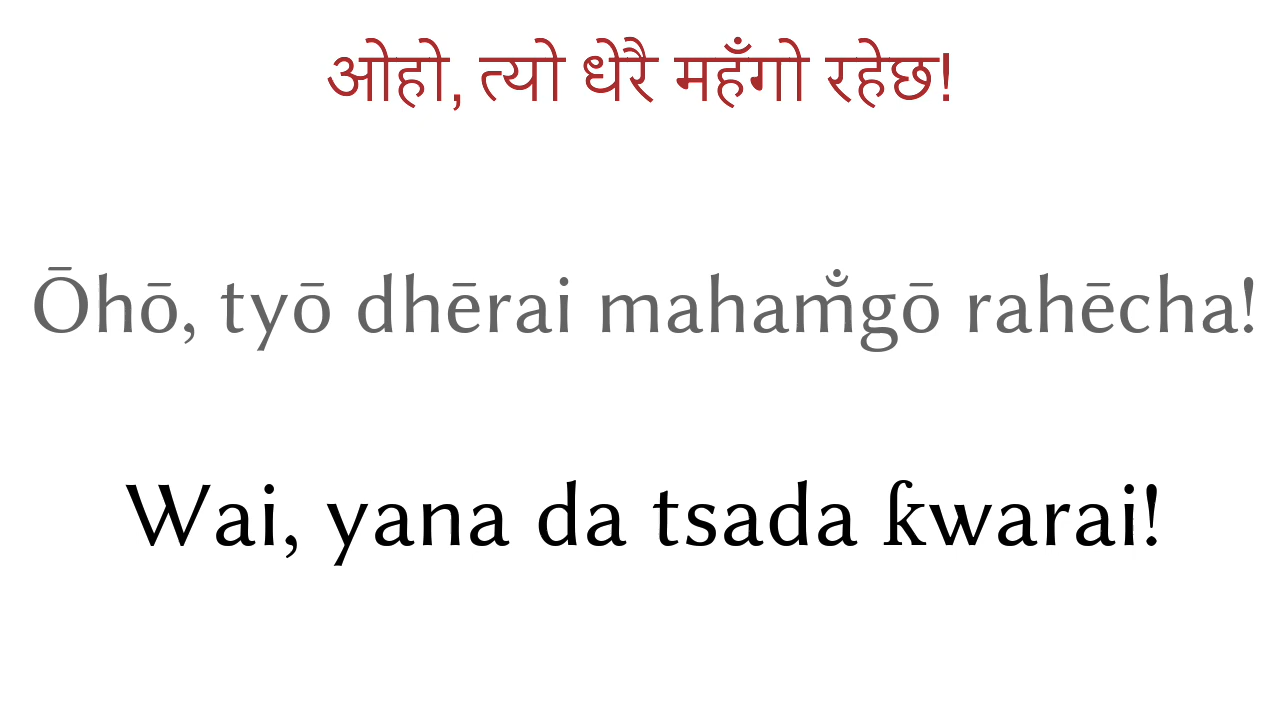 ओहो, त्यो धेरै महँगो रहेछ!
Ōhō, tyō dhērai maham̐gō rahēcha!
Wai, yana da tsada ƙwarai!